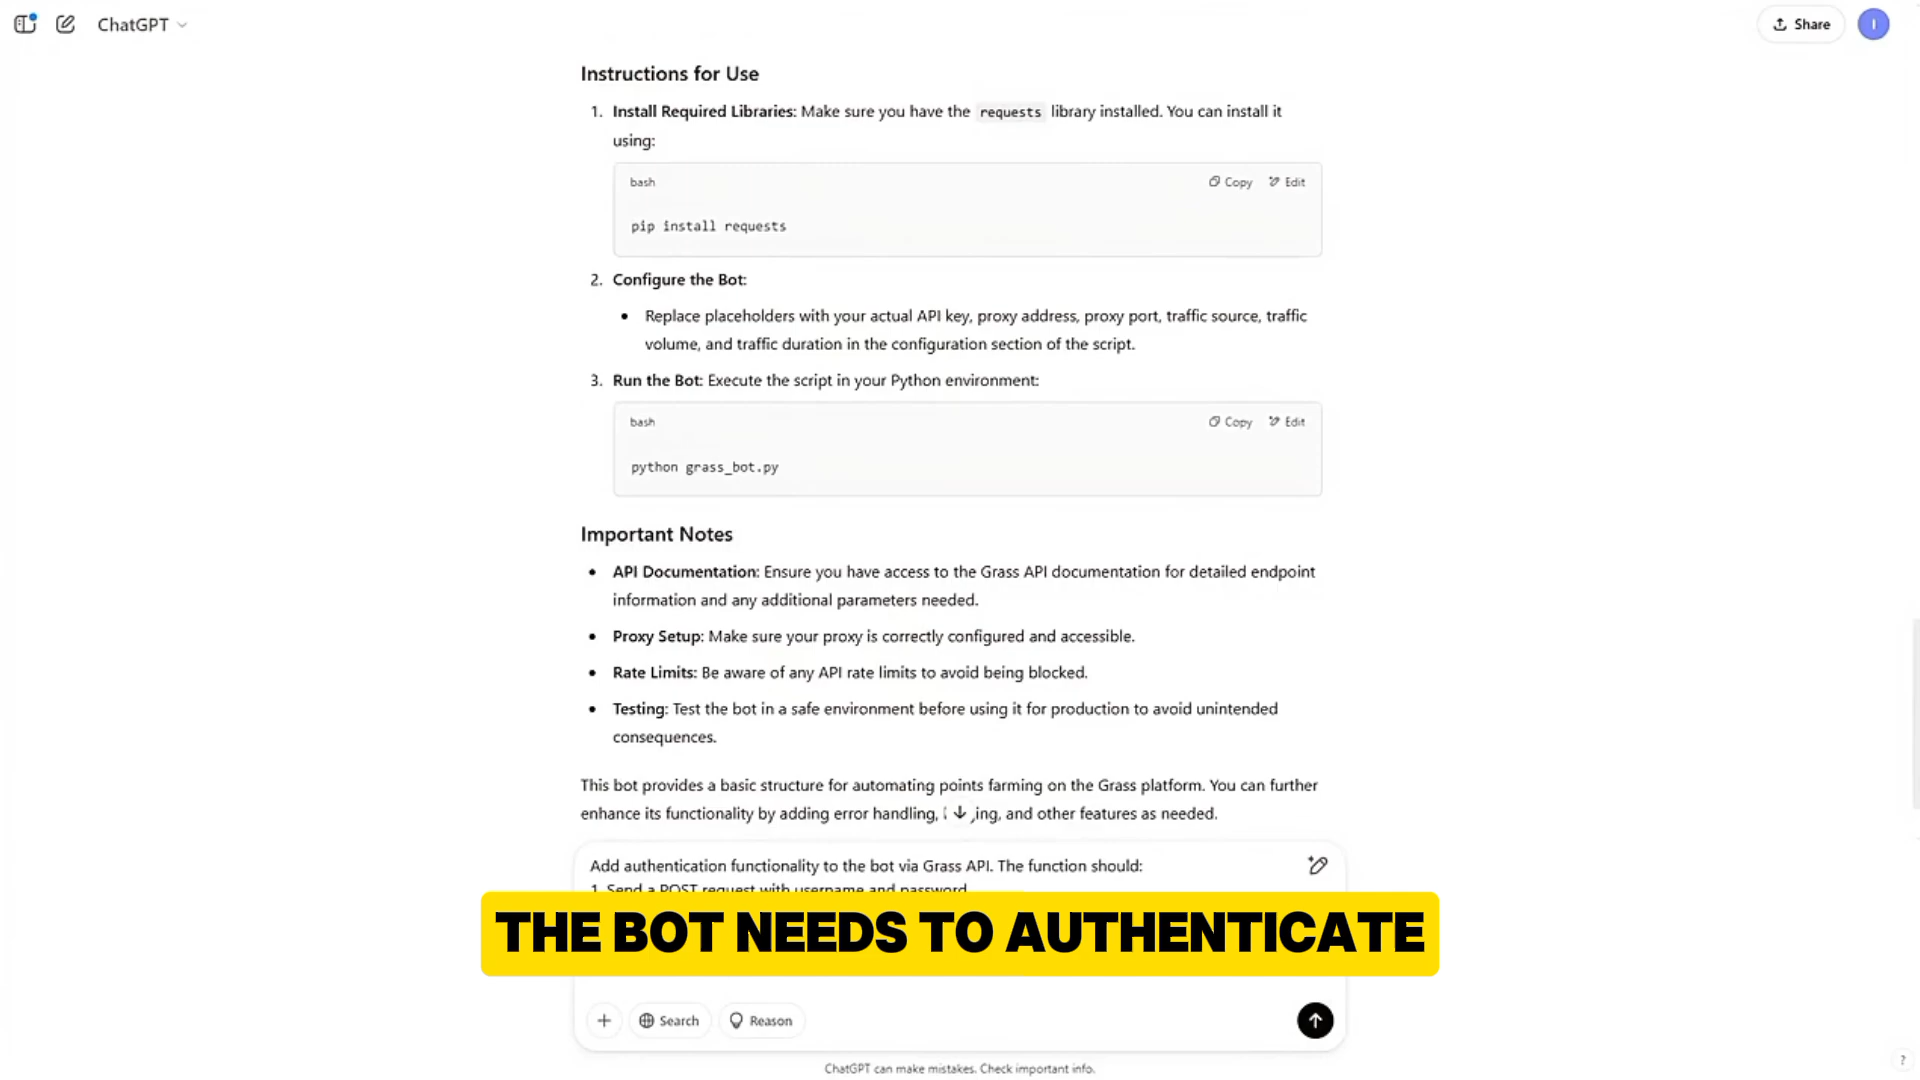 ChatGPT
Share
I
Instructions for Use
1. Install Required Libraries: Make sure you have the requests library installed. You can install it
using:
bash
Copy
Edit
pip install requests
2. Configure the Bot:
• Replace placeholders with your actual API key, proxy address, proxy port, traffic source, traffic
volume, and traffic duration in the configuration section of the script.
3. Run the Bot: Execute the script in your Python environment:
bash
Copy
Edit
python grass_bot.py
Important Notes
• API Documentation: Ensure you have access to the Grass API documentation for detailed endpoint
information and any additional parameters needed.
• Proxy Setup: Make sure your proxy is correctly configured and accessible.
• Rate Limits: Be aware of any API rate limits to avoid being blocked.
• Testing: Test the bot in a safe environment before using it for production to avoid unintended
consequences.
This bot provides a basic structure for automating points farming on the Grass platform. You can further
enhance its functionality by adding error handling, and other features as needed.
Add authentication functionality to the bot via Grass API. The function should:
1. Send a POST request with username and password
THE BOT NEEDS TO AUTHENTICATE
Search
Reason
ChatGPT can make mistakes. Check important info.
?